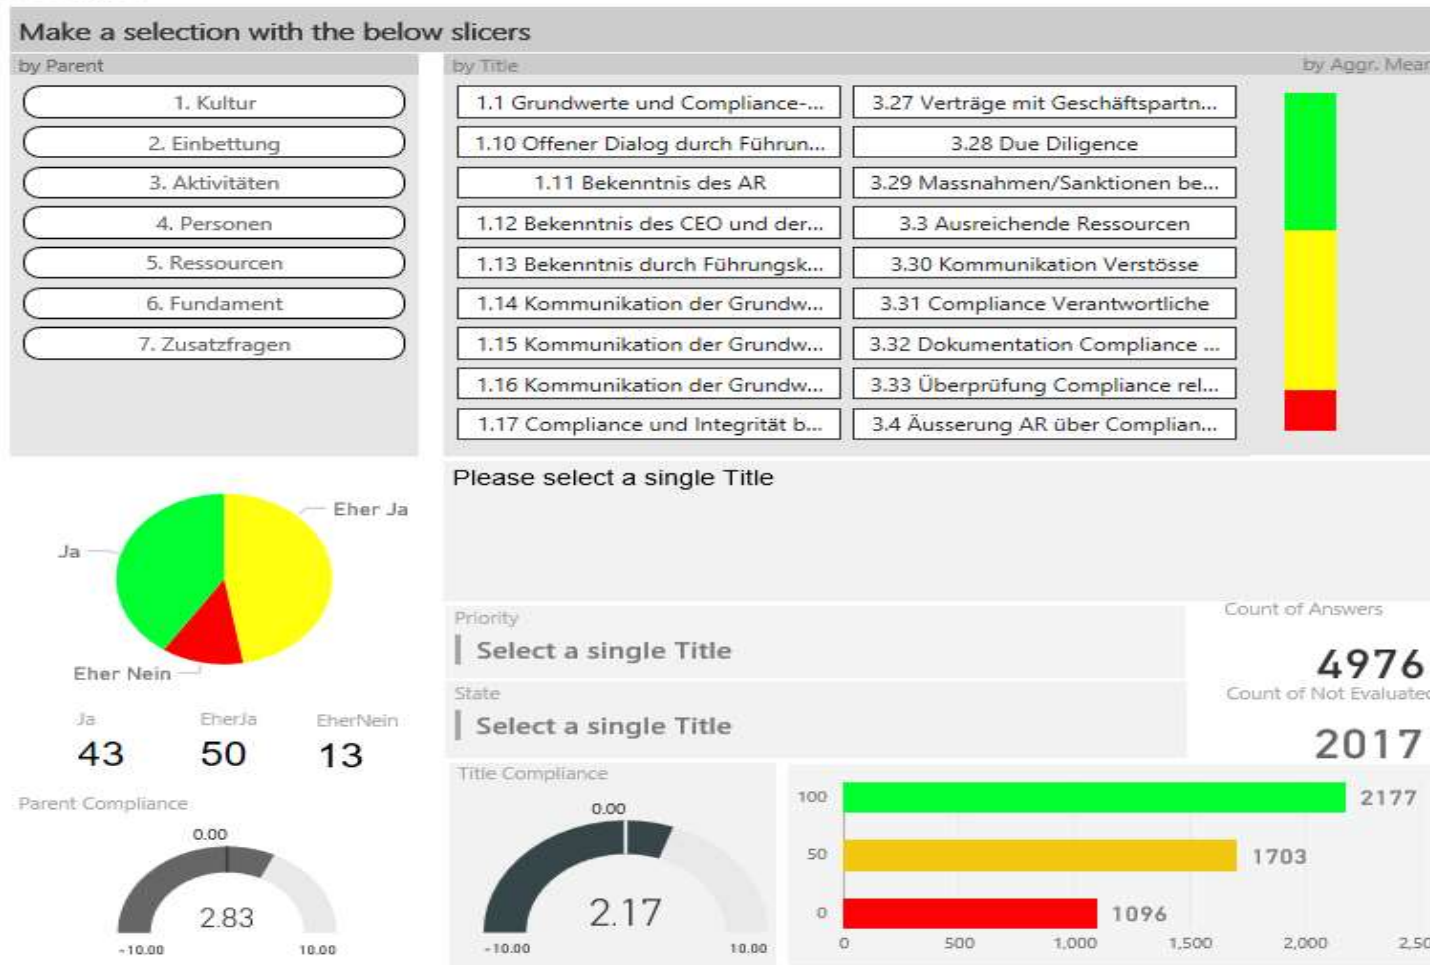 Make a selection with the below slicers
by Parent
1. Kultur
2. Einbettung
3. Aktivitäten
4. Personen
5. Ressourcen
6. Fundament
7. Zusatzfragen
by Title
by Aggr. Mean
1.1 Grundwerte und Compliance-...
1.10 Offener Dialog durch Führun...
1.11 Bekenntnis des AR
1.12 Bekenntnis des CEO und der...
1.13 Bekenntnis durch Führungsk...
1.14 Kommunikation der Grundw...
1.15 Kommunikation der Grundw...
1.16 Kommunikation der Grundw...
1.17 Compliance und Integrität b...
3.27 Verträge mit Geschäftspartn...
3.28 Due Diligence
3.29 Massnahmen/Sanktionen be...
3.3 Ausreichende Ressourcen
3.30 Kommunikation Verstösse
3.31 Compliance Verantwortliche
3.32 Dokumentation Compliance ...
3.33 Überprüfung Compliance rel...
3.4 Äusserung AR über Complian...
Eher Ja
Ja
Eher Nein
Ja
EherJa
EherNein
43
50
13
Parent Compliance
0.00
2.83
-10.00
10.00
Please select a single Title
Priority
Select a single Title
State
Select a single Title
Count of Answers
4976
Count of Not Evaluated
2017
Title Compliance
0.00
2.17
-10.00
10.00
100
2177
50
1703
0
1096
0
500
1,000
1,500
2,000
2,50